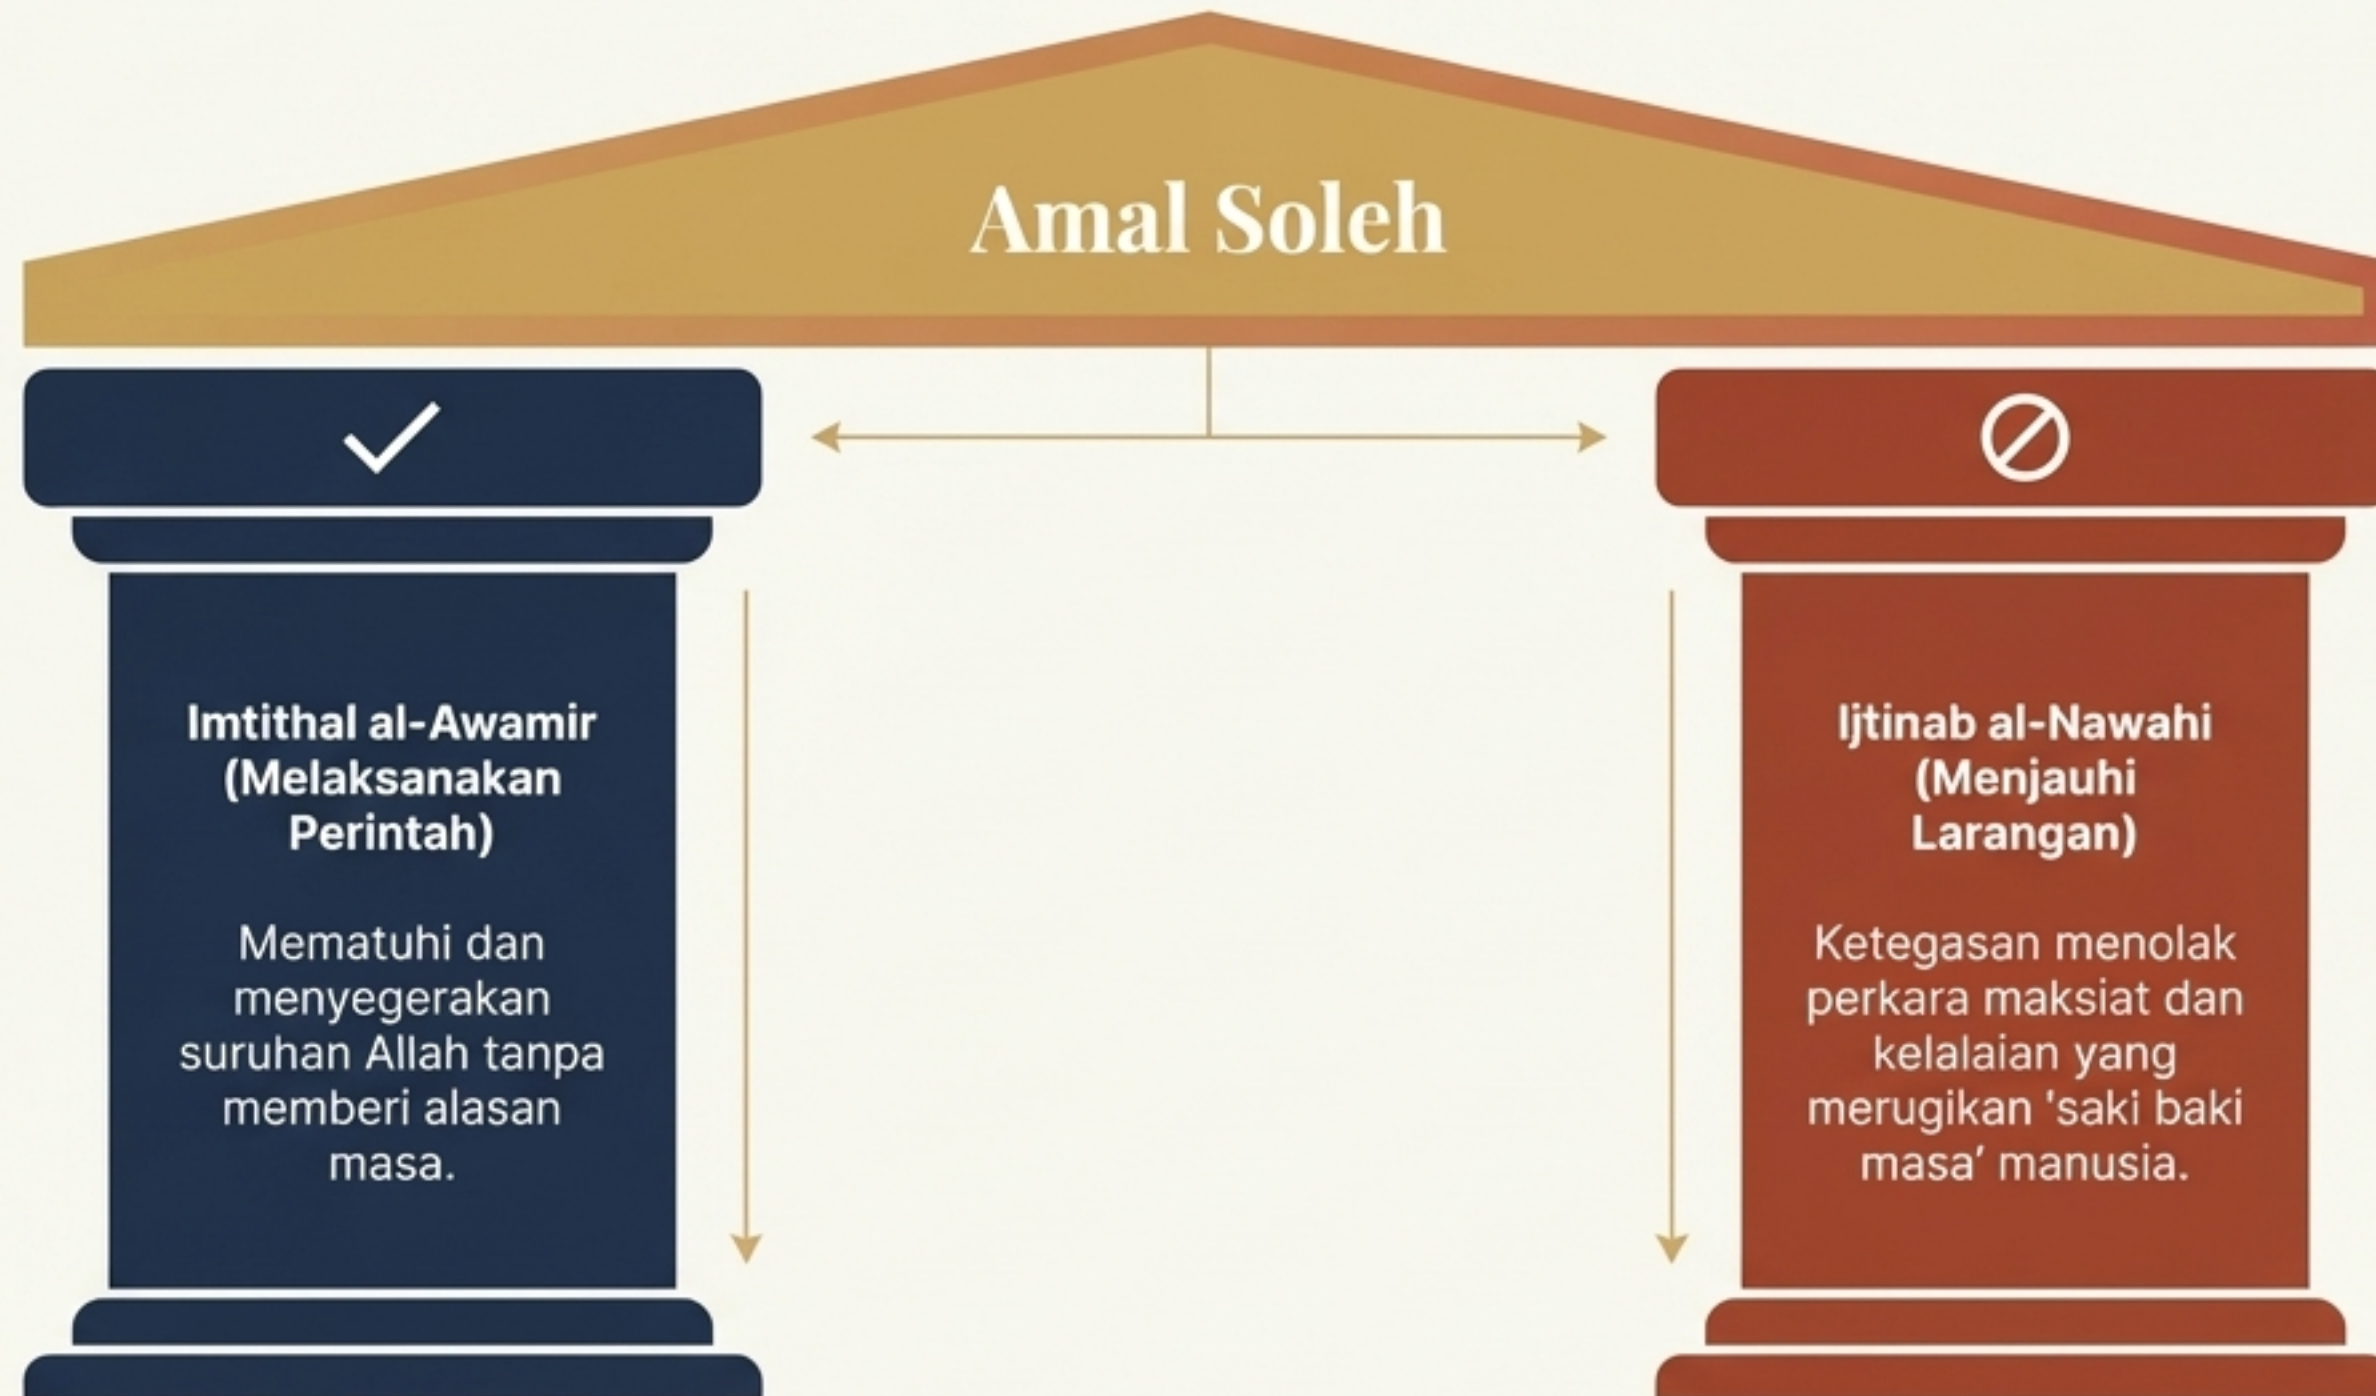 Amal Soleh
Imtithal al-Awamir
(Melaksanakan
Perintah)
Mematuhi dan
menyegerakan
suruhan Allah tanpa
memberi alasan
masa.
Ijtinab al-Nawahi
(Menjauhi
Larangan)
Ketegasan menolak
perkara maksiat dan
kelalaian yang
merugikan 'saki baki
masa' manusia.